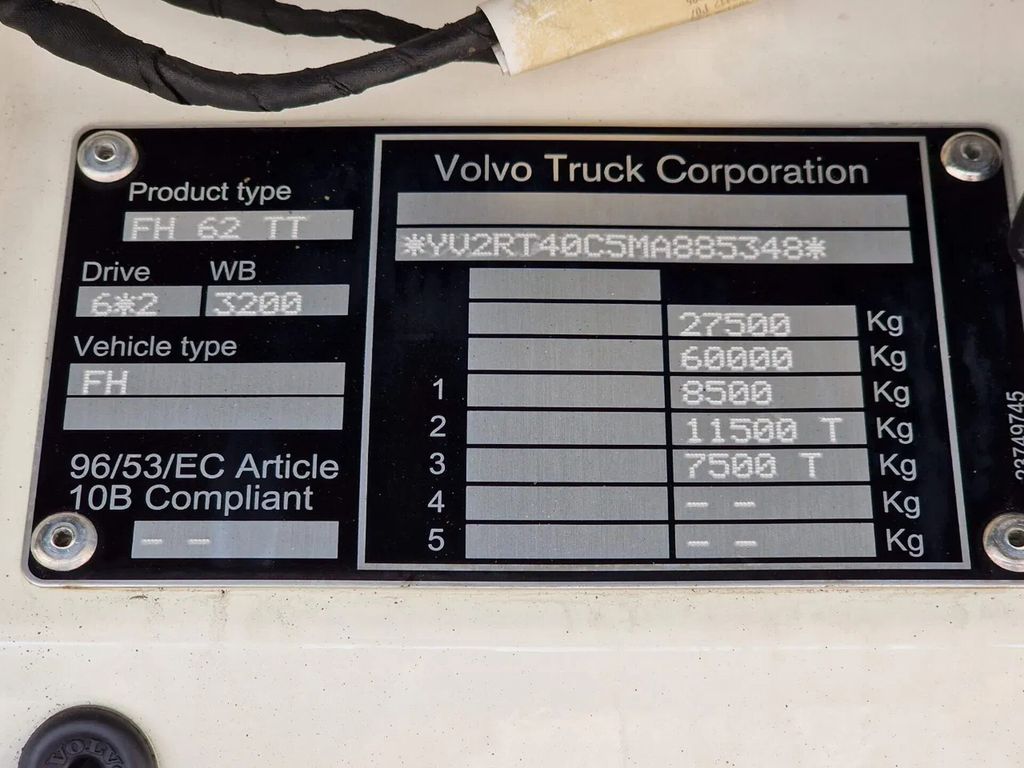 Volvo Truck Corporation
Product type
FH 62 TT
*YV2RT40C5MA885348*
Drive WB
6*2 3200
Vehicle type
FH
27500 Kg
60000 Kg
1 8500 Kg
2 11500 T Kg
3 7500 T Kg
4 – – Kg
5 – – Kg
96/53/EC Article
10B Compliant
– –
22749745
VOLVO